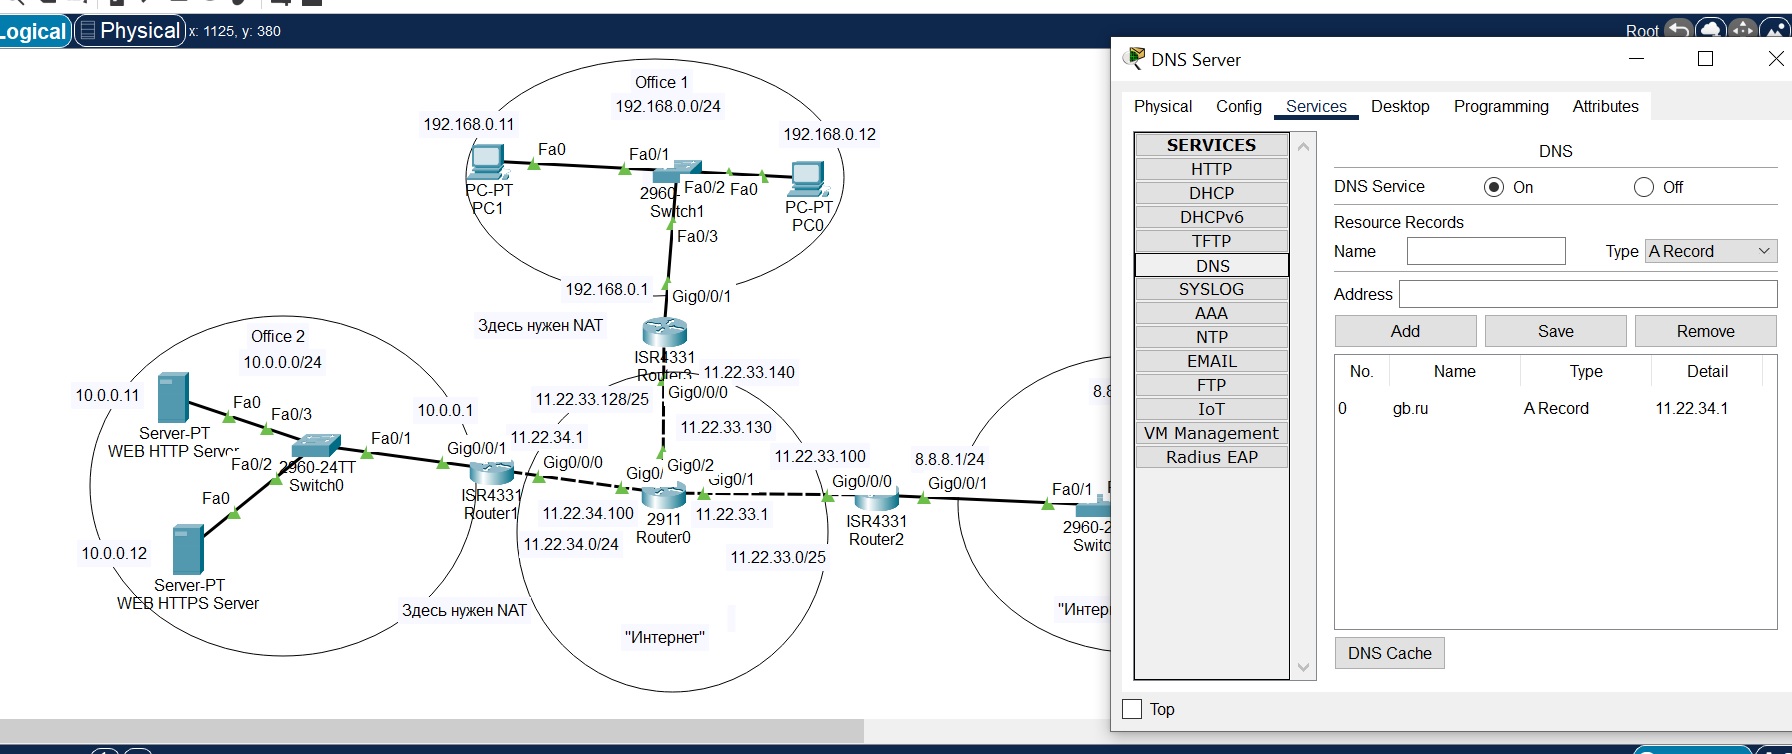 Logical
Physical
x: 1125, y: 380
Root
Office 1
192.168.0.0/24
192.168.0.11
192.168.0.12
Fa0
Fa0/1
PC-PT
PC1
2960-
Switch1
Fa0/2
Fa0
PC-PT
PC0
Fa0/3
192.168.0.1
Gig0/0/1
Здесь нужен NAT
ISR4331
Router3
11.22.33.140
Gig0/0/0
11.22.33.128/25
11.22.33.130
Office 2
10.0.0.0/24
10.0.0.11
Fa0
Fa0/3
Server-PT
WEB HTTP Server
10.0.0.1
Fa0/1
Fa0/2
2960-24TT
Switch0
Fa0
10.0.0.12
Server-PT
WEB HTTPS Server
Gig0/0/1
11.22.34.1
Gig0/0/0
ISR4331
Router1
Gig0/
Gig0/2
Gig0/1
11.22.34.100
2911
Router0
11.22.33.1
11.22.34.0/24
11.22.33.0/25
11.22.33.100
Gig0/0/0
8.8.8.1/24
Gig0/0/1
ISR4331
Router2
Fa0/1
2960-2
Switc
8.8
Здесь нужен NAT
"Интернет"
"Интер
DNS Server
Physical Config Services Desktop Programming Attributes
SERVICES
HTTP
DHCP
DHCPv6
TFTP
DNS
SYSLOG
AAA
NTP
EMAIL
FTP
IoT
VM Management
Radius EAP
DNS
DNS Service On Off
Resource Records
Name Type A Record
Address
Add Save Remove
No. Name Type Detail
0 gb.ru A Record 11.22.34.1
DNS Cache
Top